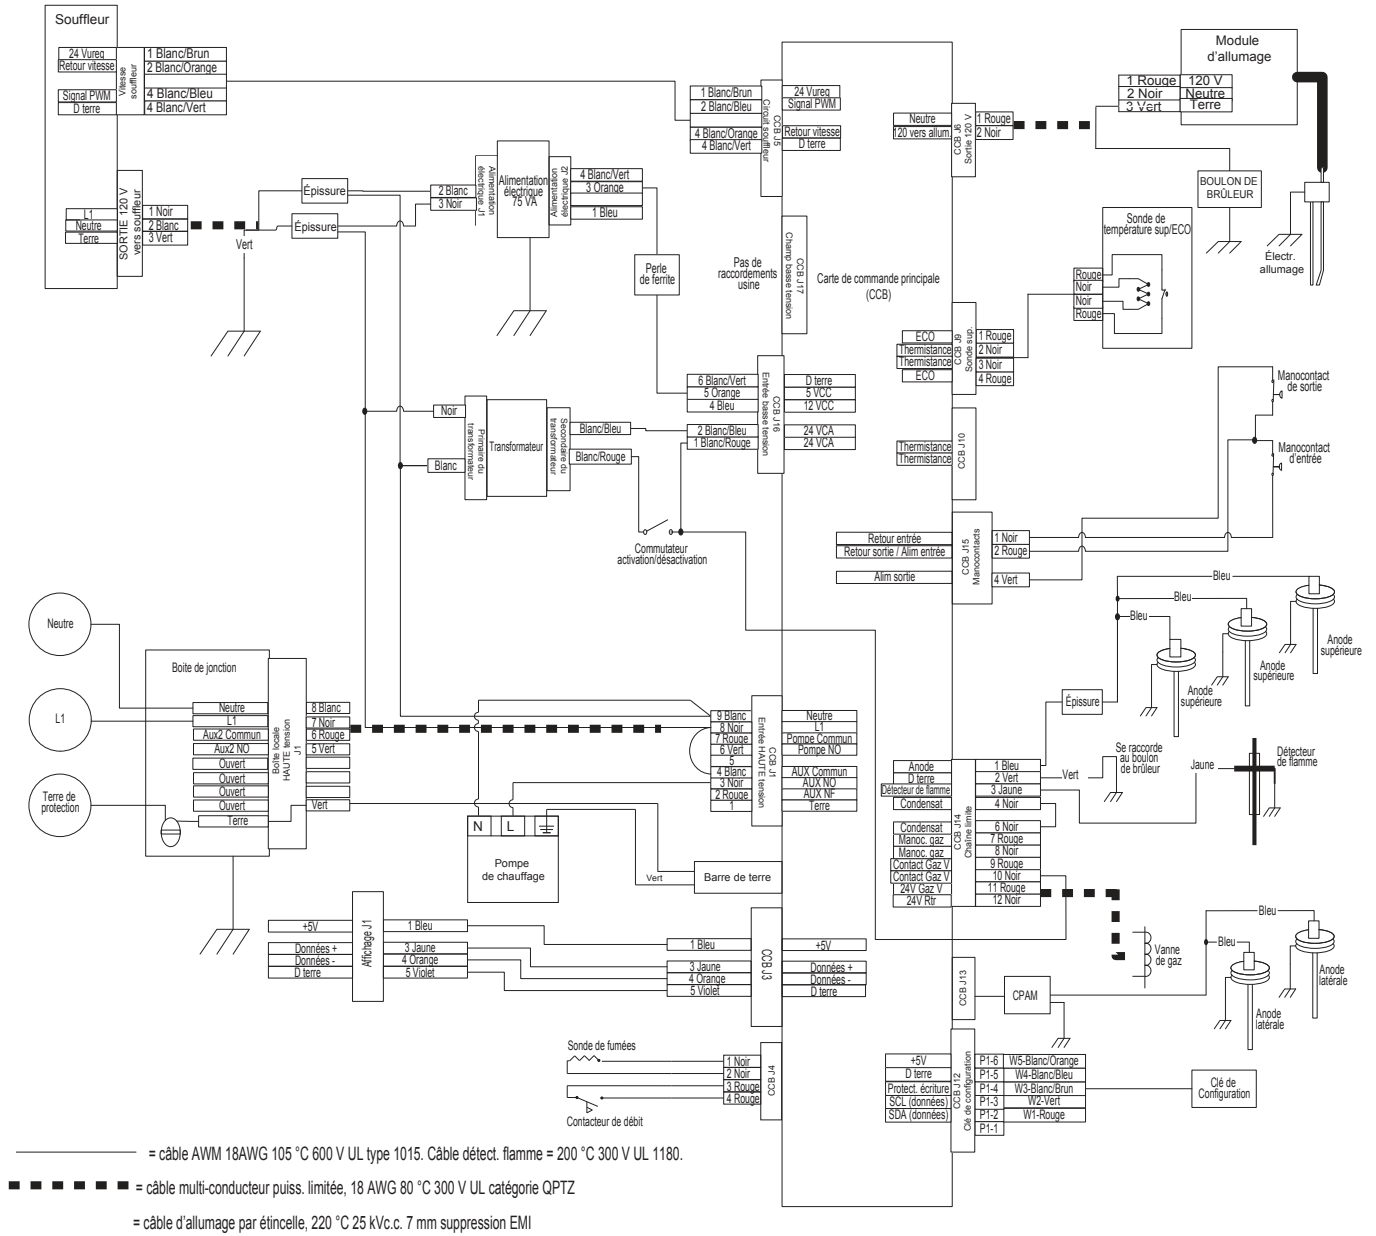 Souffleur
24 Vureg
Retour vitesse
Signal PWM
D terre
Vitesse souffleur
1 Blanc/Brun
2 Blanc/Orange
4 Blanc/Bleu
4 Blanc/Vert
L1
Neutre
Terre
SORTIE 120 V
vers souffleur
1 Noir
2 Blanc
3 Vert
Vert
Épissure
Épissure
2 Blanc
3 Noir
Alimentation
électrique J1
Alimentation
électrique
75 VA
Alimentation
électrique J2
4 Blanc/Vert
3 Orange
1 Bleu
Perle
de ferrite
1 Blanc/Brun
2 Blanc/Bleu
4 Blanc/Orange
4 Blanc/Vert
CCB J5
Circuit souffleur
24 Vureg
Signal PWM
Retour vitesse
D terre
Pas de
raccordements
usine
CCB J17
Champ basse tension
Carte de commande principale
(CCB)
6 Blanc/Vert
5 Orange
4 Bleu
2 Blanc/Bleu
1 Blanc/Rouge
CCB J16
Entrée basse tension
D terre
5 VCC
12 VCC
24 VCA
24 VCA
Noir
Blanc
Primaire du
transformateur
Transformateur
Secondaire du
transformateur
Blanc/Bleu
Blanc/Rouge
Commutateur
activation/désactivation
Neutre
120 vers allum.
CCB J6
Sortie 120 V
1 Rouge
2 Noir
Module
d'allumage
1 Rouge
2 Noir
3 Vert
120 V
Neutre
Terre
BOULON DE
BRÛLEUR
Électr.
allumage
Sonde de
température sup/ECO
Rouge
Noir
Noir
Rouge
ECO
Thermistance
Thermistance
ECO
CCB J9
Sonde sup.
1 Rouge
2 Noir
3 Noir
4 Rouge
Thermistance
Thermistance
CCB J10
Manocontact
de sortie
Manocontact
d'entrée
Retour entrée
Retour sortie / Alim entrée
Alim sortie
CCB J15
Manocontacts
1 Noir
2 Rouge
4 Vert
Bleu
Bleu
Bleu
Anode
supérieure
Anode
supérieure
Anode
supérieure
Épissure
Neutre
L1
Terre de
protection
Boite de jonction
Neutre
L1
Aux2 Commun
Aux2 NO
Ouvert
Ouvert
Ouvert
Ouvert
Terre
Boîte locale
HAUTE tension
J1
8 Blanc
7 Noir
6 Rouge
5 Vert
Vert
9 Blanc
8 Noir
7 Rouge
6 Vert
5
4 Blanc
3 Noir
2 Rouge
1
CCB J1
Entrée HAUTE tension
Neutre
L1
Pompe Commun
Pompe NO
AUX Commun
AUX NO
AUX NF
Terre
N
L
Pompe
de chauffage
Vert
Barre de terre
Anode
D terre
Détecteur de flamme
Condensat
Condensat
Manoc. gaz
Manoc. gaz
Contact Gaz V
Contact Gaz V
24V Gaz V
24V Rtr
CCB J14
Chaîne limite
1 Bleu
2 Vert
3 Jaune
4 Noir
6 Noir
7 Rouge
8 Noir
9 Rouge
10 Noir
11 Rouge
12 Noir
Vert
Se raccorde
au boulon
de brûleur
Jaune
Détecteur
de flamme
Vanne
de gaz
+5V
Données +
Données -
D terre
Affichage J1
1 Bleu
3 Jaune
4 Orange
5 Violet
1 Bleu
3 Jaune
4 Orange
5 Violet
CCB J3
+5V
Données +
Données -
D terre
CCB J13
CPAM
Bleu
Bleu
Anode
latérale
Anode
latérale
Sonde de fumées
Contacteur de débit
1 Noir
2 Noir
3 Rouge
4 Rouge
CCB J4
+5V
D terre
Protect. écriture
SCL (données)
SDA (données)
CCB J12
Clé de configuration
P1-6
P1-5
P1-4
P1-3
P1-2
P1-1
W5-Blanc/Orange
W4-Blanc/Bleu
W3-Blanc/Brun
W2-Vert
W1-Rouge
Clé de
Configuration
= câble AWM 18AWG 105 °C 600 V UL type 1015. Câble détect. flamme = 200 °C 300 V UL 1180.
= câble multi-conducteur puiss. limitée, 18 AWG 80 °C 300 V UL catégorie QPTZ
= câble d'allumage par étincelle, 220 °C 25 kVc.c. 7 mm suppression EMI